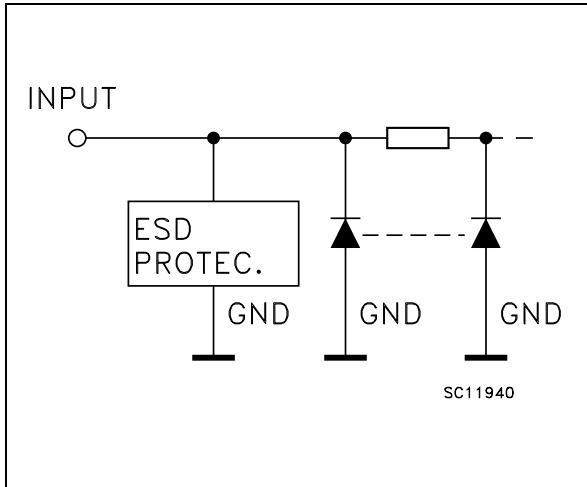 INPUT
ESD
PROTEC.
GND
GND
GND
SC11940